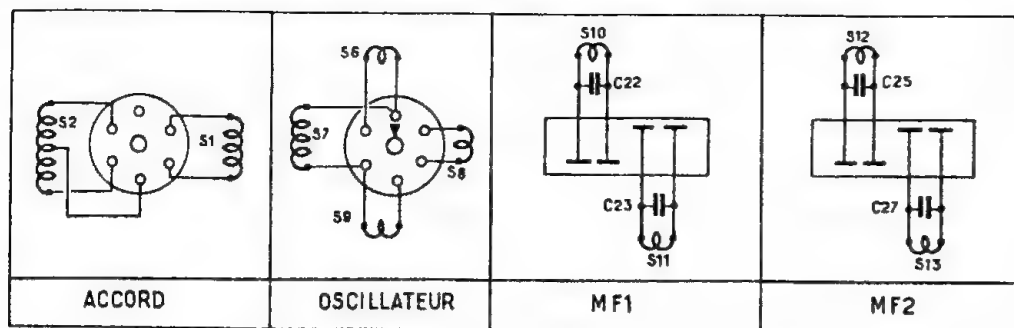 S2
S1
ACCORD
S6
S7
S8
S9
OSCILLATEUR
S10
C22
C23
S11
MF1
S12
C25
C27
S13
MF2